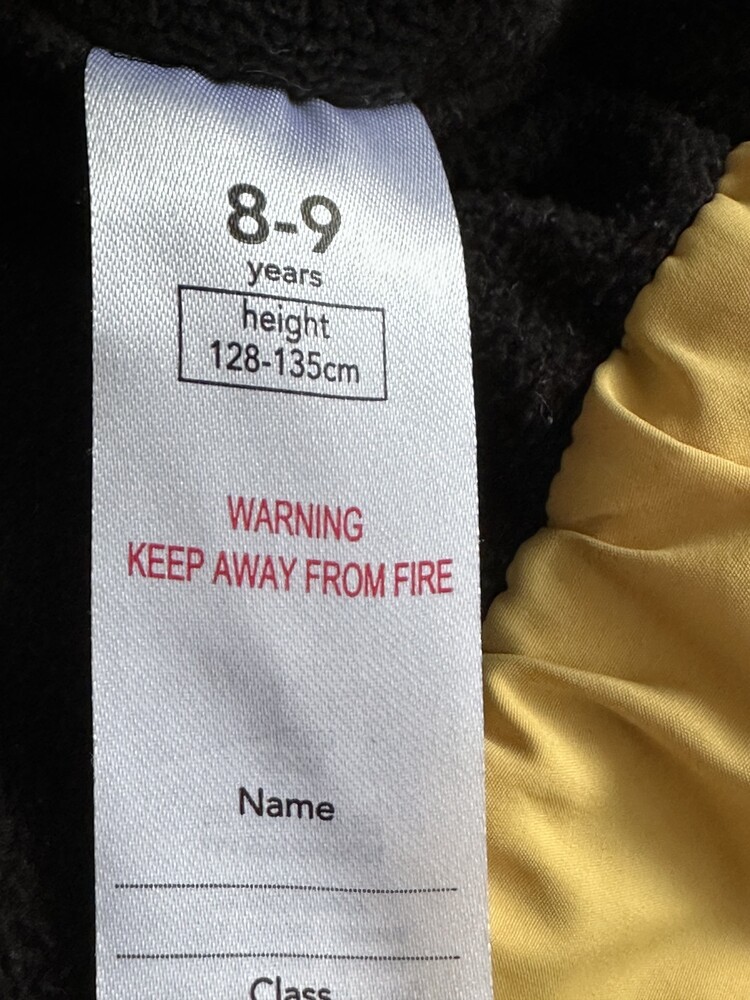 8-9
years
height
128-135cm
WARNING
KEEP AWAY FROM FIRE
Name
Class